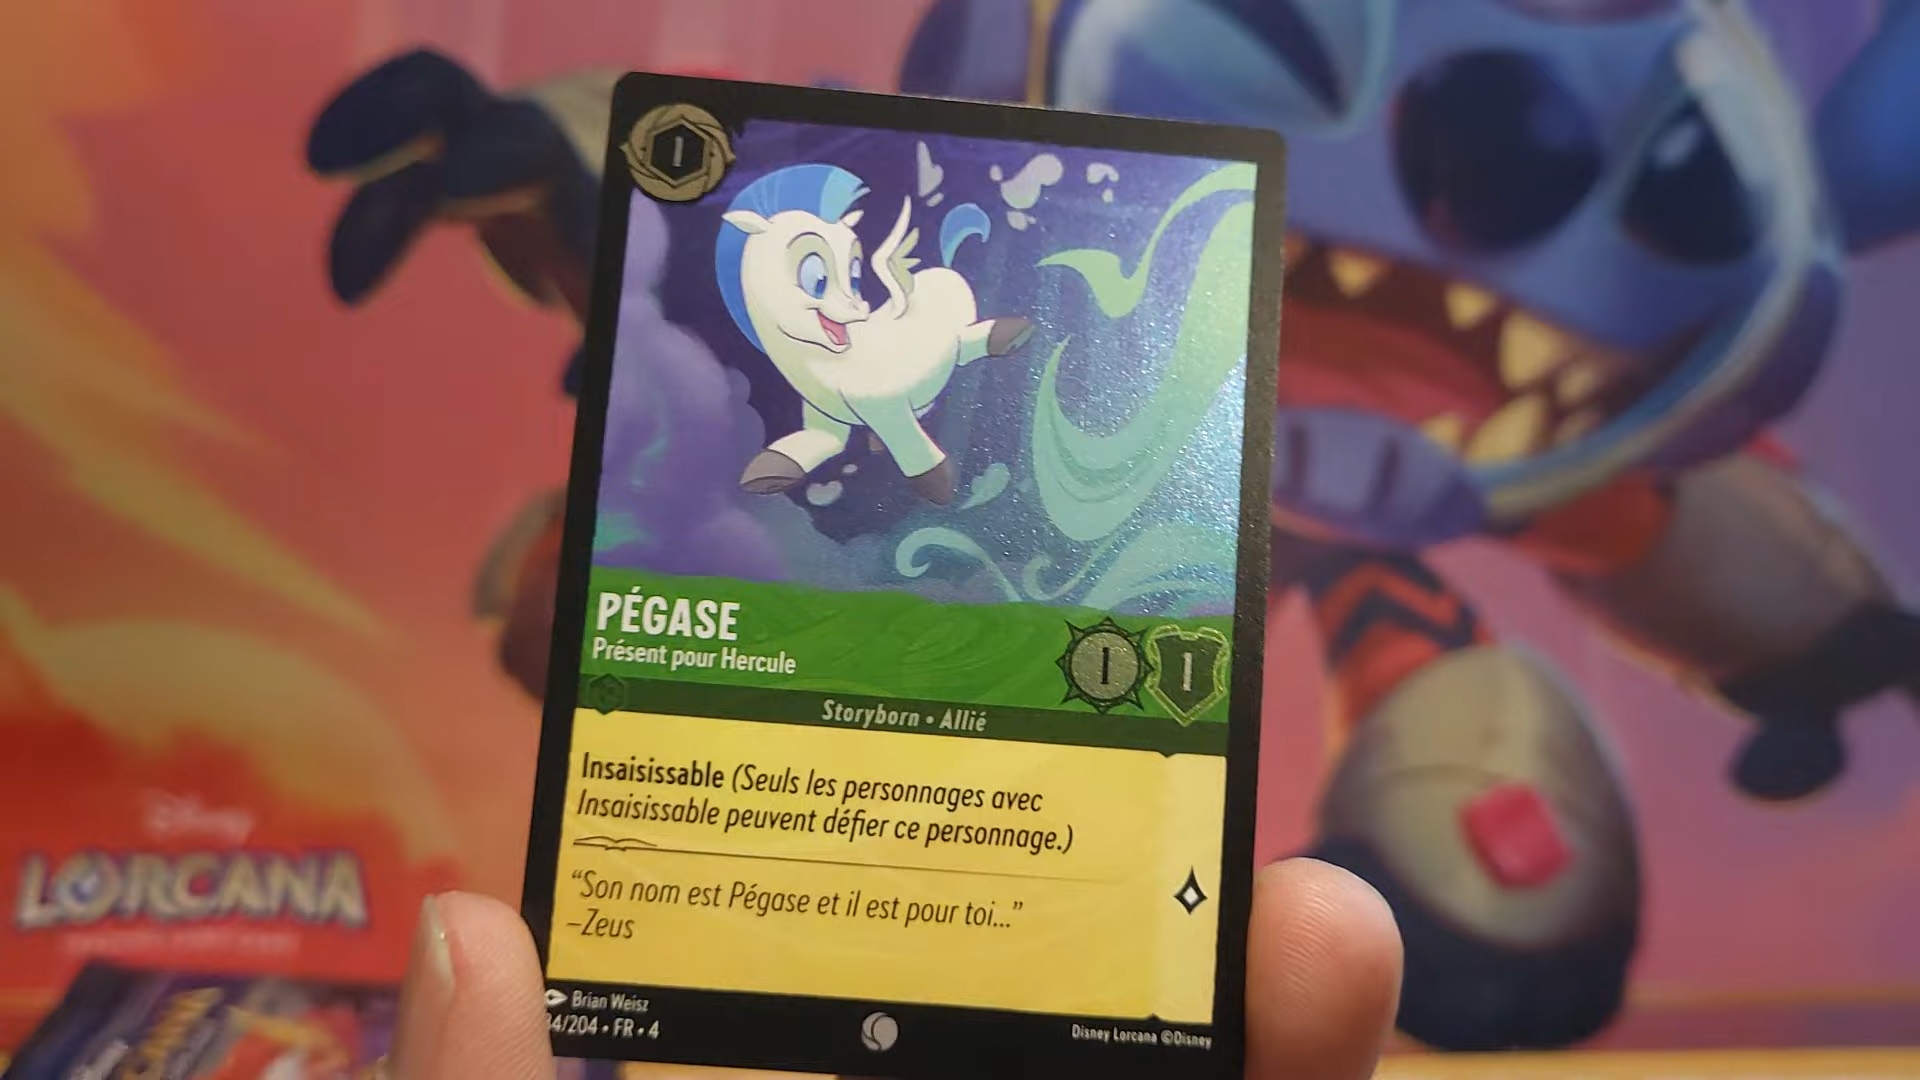 1
PÉGASE
Présent pour Hercule
1 1
Storyborn • Allié
Insaisissable (Seuls les personnages avec
Insaisissable peuvent défier ce personnage.)
“Son nom est Pégase et il est pour toi...”
–Zeus
Brian Weisz
4/204 • FR • 4
Disney Lorcana ©Disney
Disney
LORCANA